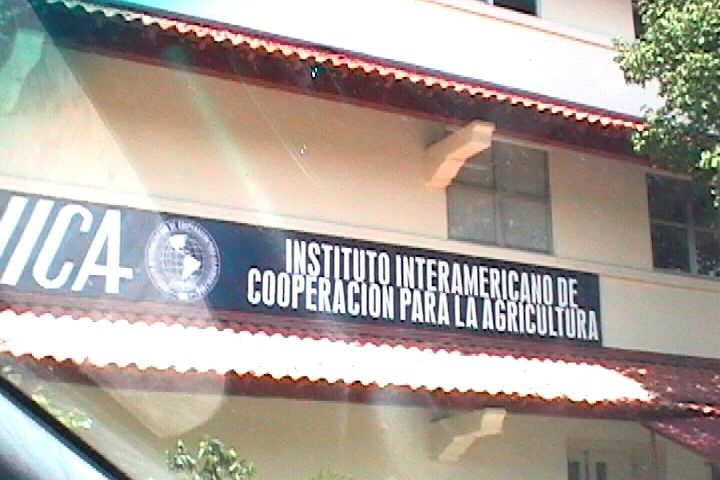 IICA
INSTITUTO INTERAMERICANO DE
COOPERACION PARA LA AGRICULTURA